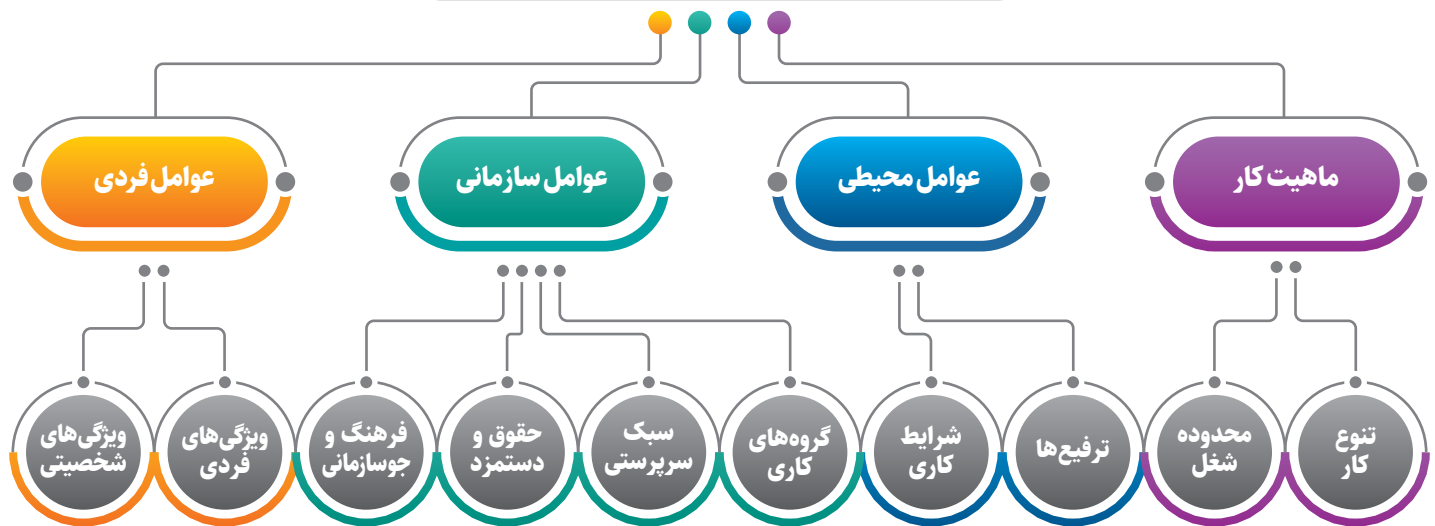 ماهیت کار
عوامل محیطی
عوامل سازمانی
عوامل فردی
تنوع
کار
محدوده
شغل
ترفیع‌ها
شرایط
کاری
گروه‌های
کاری
سبک
سرپرستی
حقوق و
دستمزد
فرهنگ و
جوسازمانی
ویژگی‌های
فردی
ویژگی‌های
شخصیتی